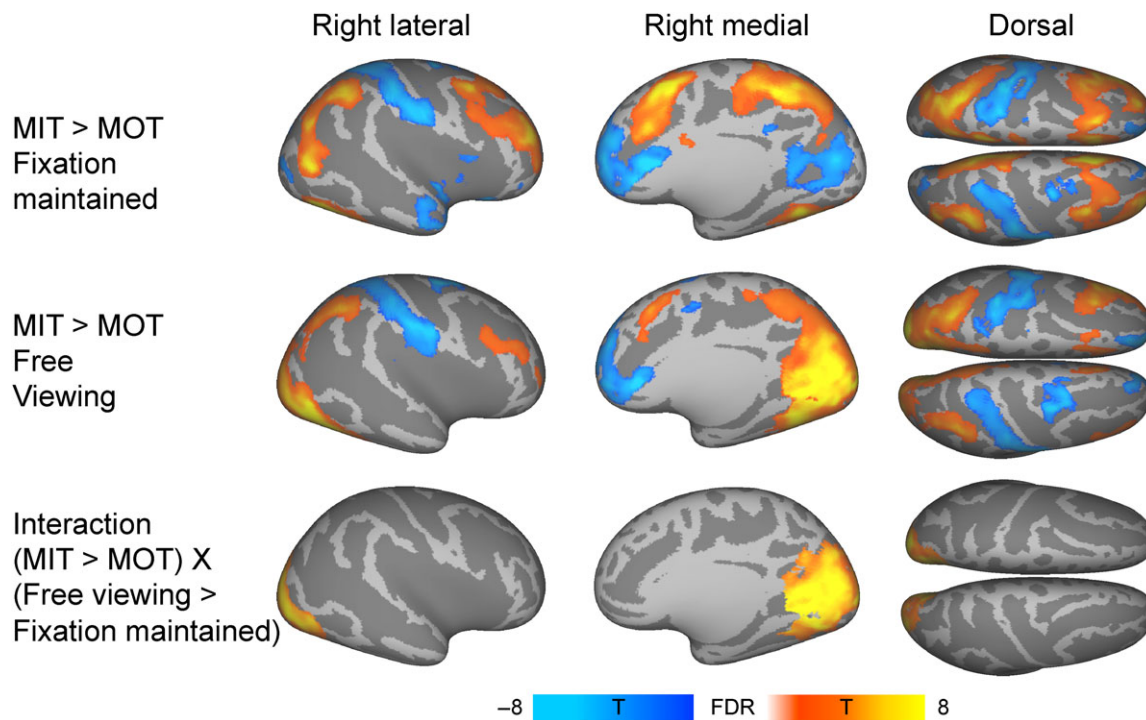 Right lateral Right medial Dorsal
MIT > MOT
Fixation
maintained
MIT > MOT
Free
Viewing
Interaction
(MIT > MOT) X
(Free viewing >
Fixation maintained)
–8 T FDR T 8